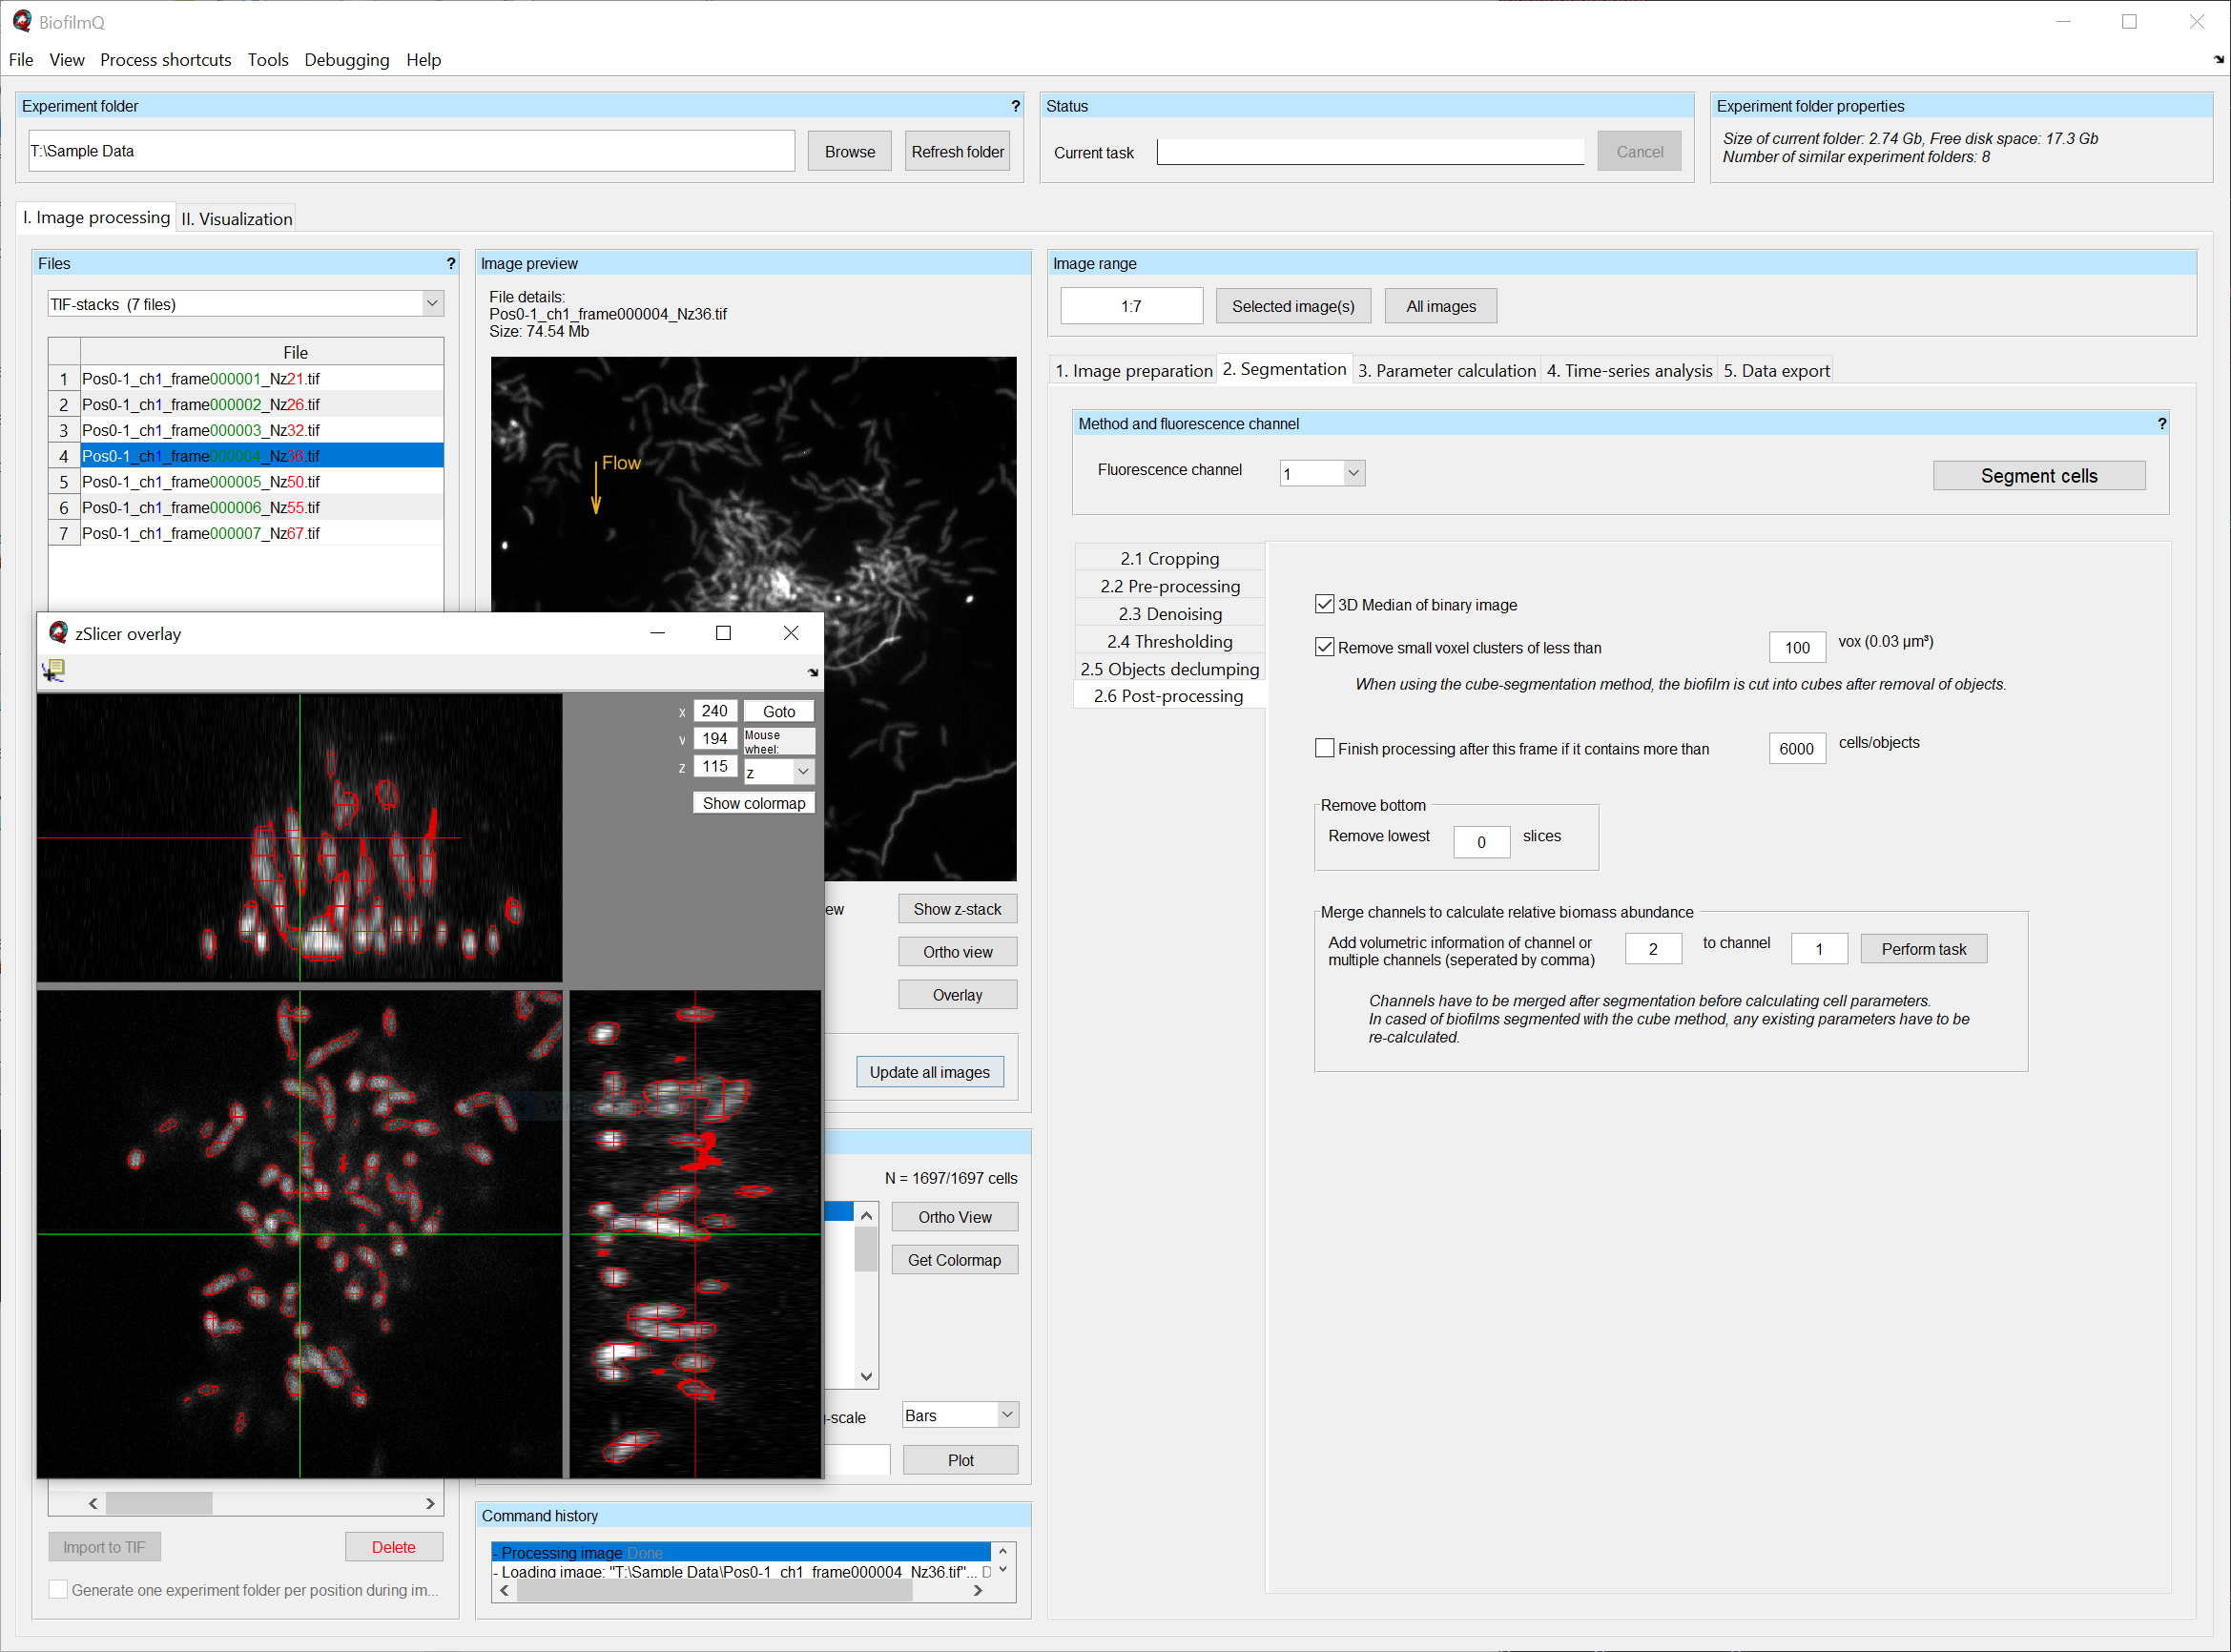 BiofilmQ
File View Process shortcuts Tools Debugging Help
Experiment folder ?
T:\Sample Data
Browse
Refresh folder
Status
Current task
Cancel
Experiment folder properties
Size of current folder: 2.74 Gb, Free disk space: 17.3 Gb
Number of similar experiment folders: 8
I. Image processing
II. Visualization
Files ?
TIF-stacks (7 files)
File
1 Pos0-1_ch1_frame000001_Nz21.tif
2 Pos0-1_ch1_frame000002_Nz26.tif
3 Pos0-1_ch1_frame000003_Nz32.tif
4 Pos0-1_ch1_frame000004_Nz36.tif
5 Pos0-1_ch1_frame000005_Nz50.tif
6 Pos0-1_ch1_frame000006_Nz55.tif
7 Pos0-1_ch1_frame000007_Nz67.tif
Import to TIF
Delete
Generate one experiment folder per position during im...
Image preview
File details:
Pos0-1_ch1_frame000004_Nz36.tif
Size: 74.54 Mb
Flow
zSlicer overlay
x 240 Goto
y 194 Mouse wheel:
z 115 z
Show colormap
ew
Show z-stack
Ortho view
Overlay
Update all images
N = 1697/1697 cells
Ortho View
Get Colormap
-scale
Bars
Plot
Command history
- Processing image Done
- Loading image: "T:\Sample Data\Pos0-1_ch1_frame000004_Nz36.tif"... D
Image range
1:7
Selected image(s)
All images
1. Image preparation
2. Segmentation
3. Parameter calculation
4. Time-series analysis
5. Data export
Method and fluorescence channel ?
Fluorescence channel 1
Segment cells
2.1 Cropping
2.2 Pre-processing
2.3 Denoising
2.4 Thresholding
2.5 Objects declumping
2.6 Post-processing
3D Median of binary image
Remove small voxel clusters of less than 100 vox (0.03 µm³)
When using the cube-segmentation method, the biofilm is cut into cubes after removal of objects.
Finish processing after this frame if it contains more than 6000 cells/objects
Remove bottom
Remove lowest 0 slices
Merge channels to calculate relative biomass abundance
Add volumetric information of channel or
multiple channels (seperated by comma)
2 to channel 1 Perform task
Channels have to be merged after segmentation before calculating cell parameters.
In cased of biofilms segmented with the cube method, any existing parameters have to be
re-calculated.